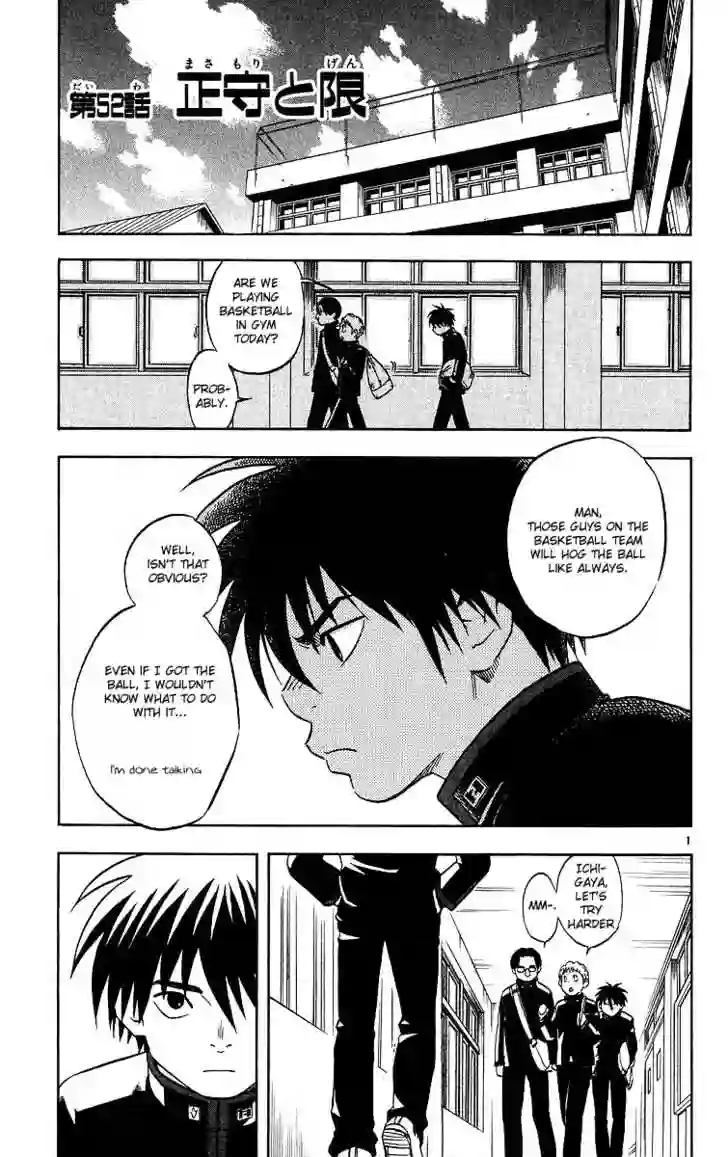 だい わ まさもり げん
第52話 正守と限
ARE WE
PLAYING
BASKETBALL
IN GYM
TODAY?
PROB-
ABLY.
MAN,
THOSE GUYS ON THE
BASKETBALL TEAM
WILL HOG THE BALL
LIKE ALWAYS.
WELL,
ISN'T THAT
OBVIOUS?
EVEN IF I GOT THE
BALL, I WOULDN'T
KNOW WHAT TO DO
WITH IT...
I'm done talking
1
ICHI-
GAYA,
LET'S
TRY
HARDER
MM-.